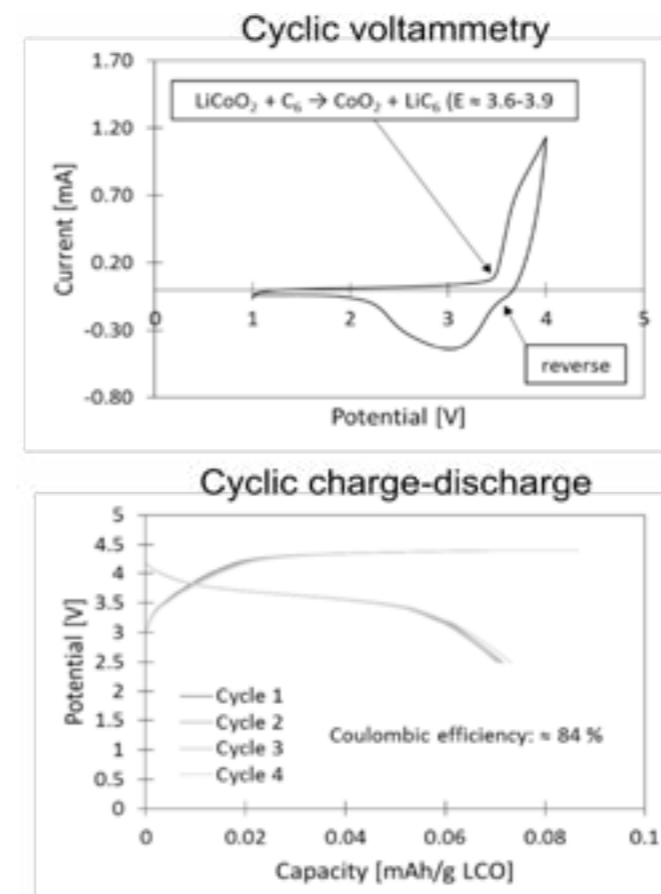 Cyclic voltammetry
1.70
1.20
0.70
0.20
-0.30
-0.80
Current [mA]
LiCoO₂ + C₆ → CoO₂ + LiC₆ (E ≈ 3.6-3.9
0 1 2 3 4 5
reverse
Potential [V]
Cyclic charge-discharge
5
4.5
4
3.5
3
2.5
2
1.5
1
0.5
0
Potential [V]
Cycle 1
Cycle 2
Cycle 3
Cycle 4
Coulombic efficiency: ≈ 84 %
0 0.02 0.04 0.06 0.08 0.1
Capacity [mAh/g LCO]